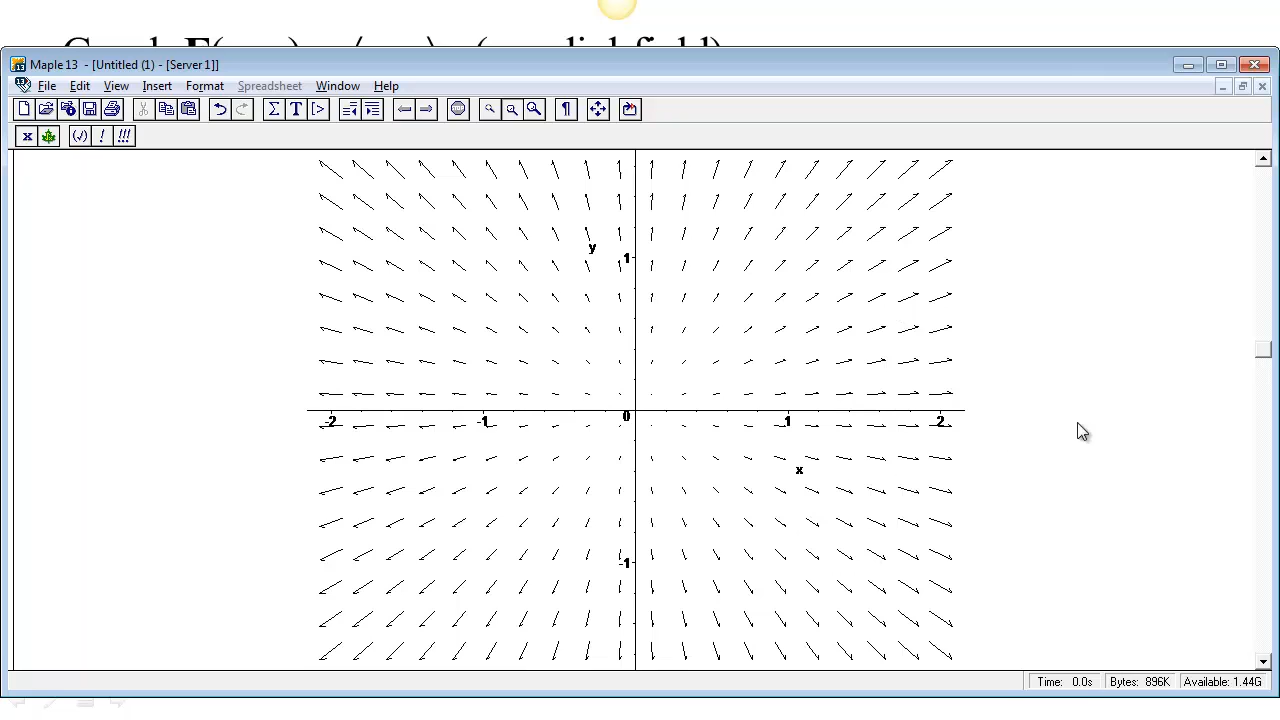 Maple 13 - [Untitled (1) - [Server 1]]
File Edit View Insert Format Spreadsheet Window Help
y
1
-2 -1 0 1 2
x
-1
Time: 0.0s Bytes: 896K Available: 1.44G